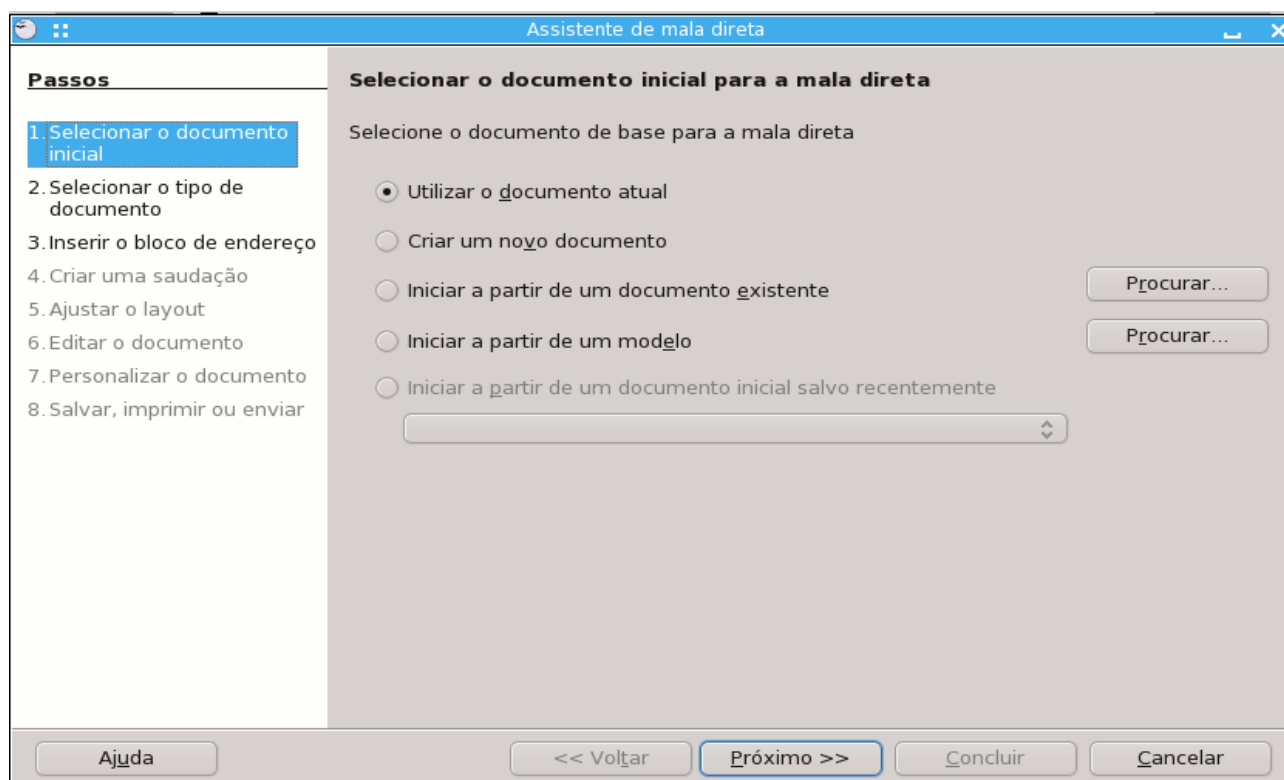 Assistente de mala direta
Passos
1. Selecionar o documento
inicial
2. Selecionar o tipo de
documento
3. Inserir o bloco de endereço
4. Criar uma saudação
5. Ajustar o layout
6. Editar o documento
7. Personalizar o documento
8. Salvar, imprimir ou enviar
Selecionar o documento inicial para a mala direta
Selecione o documento de base para a mala direta
Utilizar o documento atual
Criar um novo documento
Iniciar a partir de um documento existente
Procurar...
Iniciar a partir de um modelo
Procurar...
Iniciar a partir de um documento inicial salvo recentemente
Ajuda
<< Voltar
Próximo >>
Concluir
Cancelar